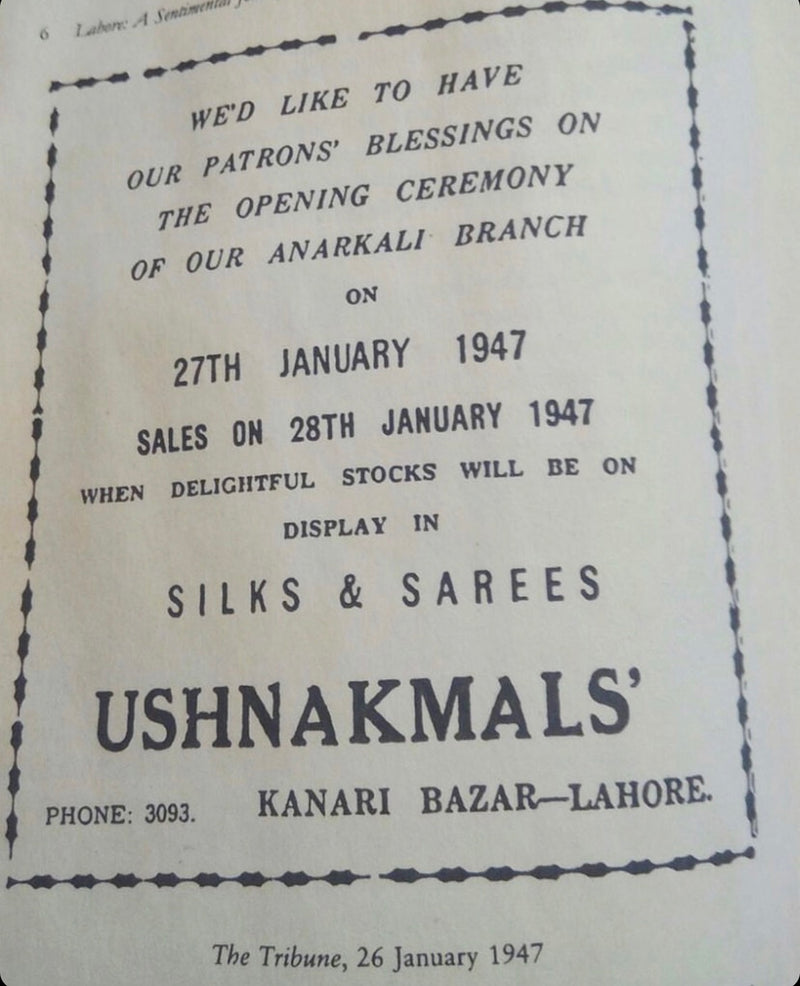 6 Lahore: A Sentimental
WE'D LIKE TO HAVE
OUR PATRONS' BLESSINGS ON
THE OPENING CEREMONY
OF OUR ANARKALI BRANCH
ON
27TH JANUARY 1947
SALES ON 28TH JANUARY 1947
WHEN DELIGHTFUL STOCKS WILL BE ON
DISPLAY IN
SILKS & SAREES
USHNAKMALS'
PHONE: 3093. KANARI BAZAR—LAHORE.
The Tribune, 26 January 1947